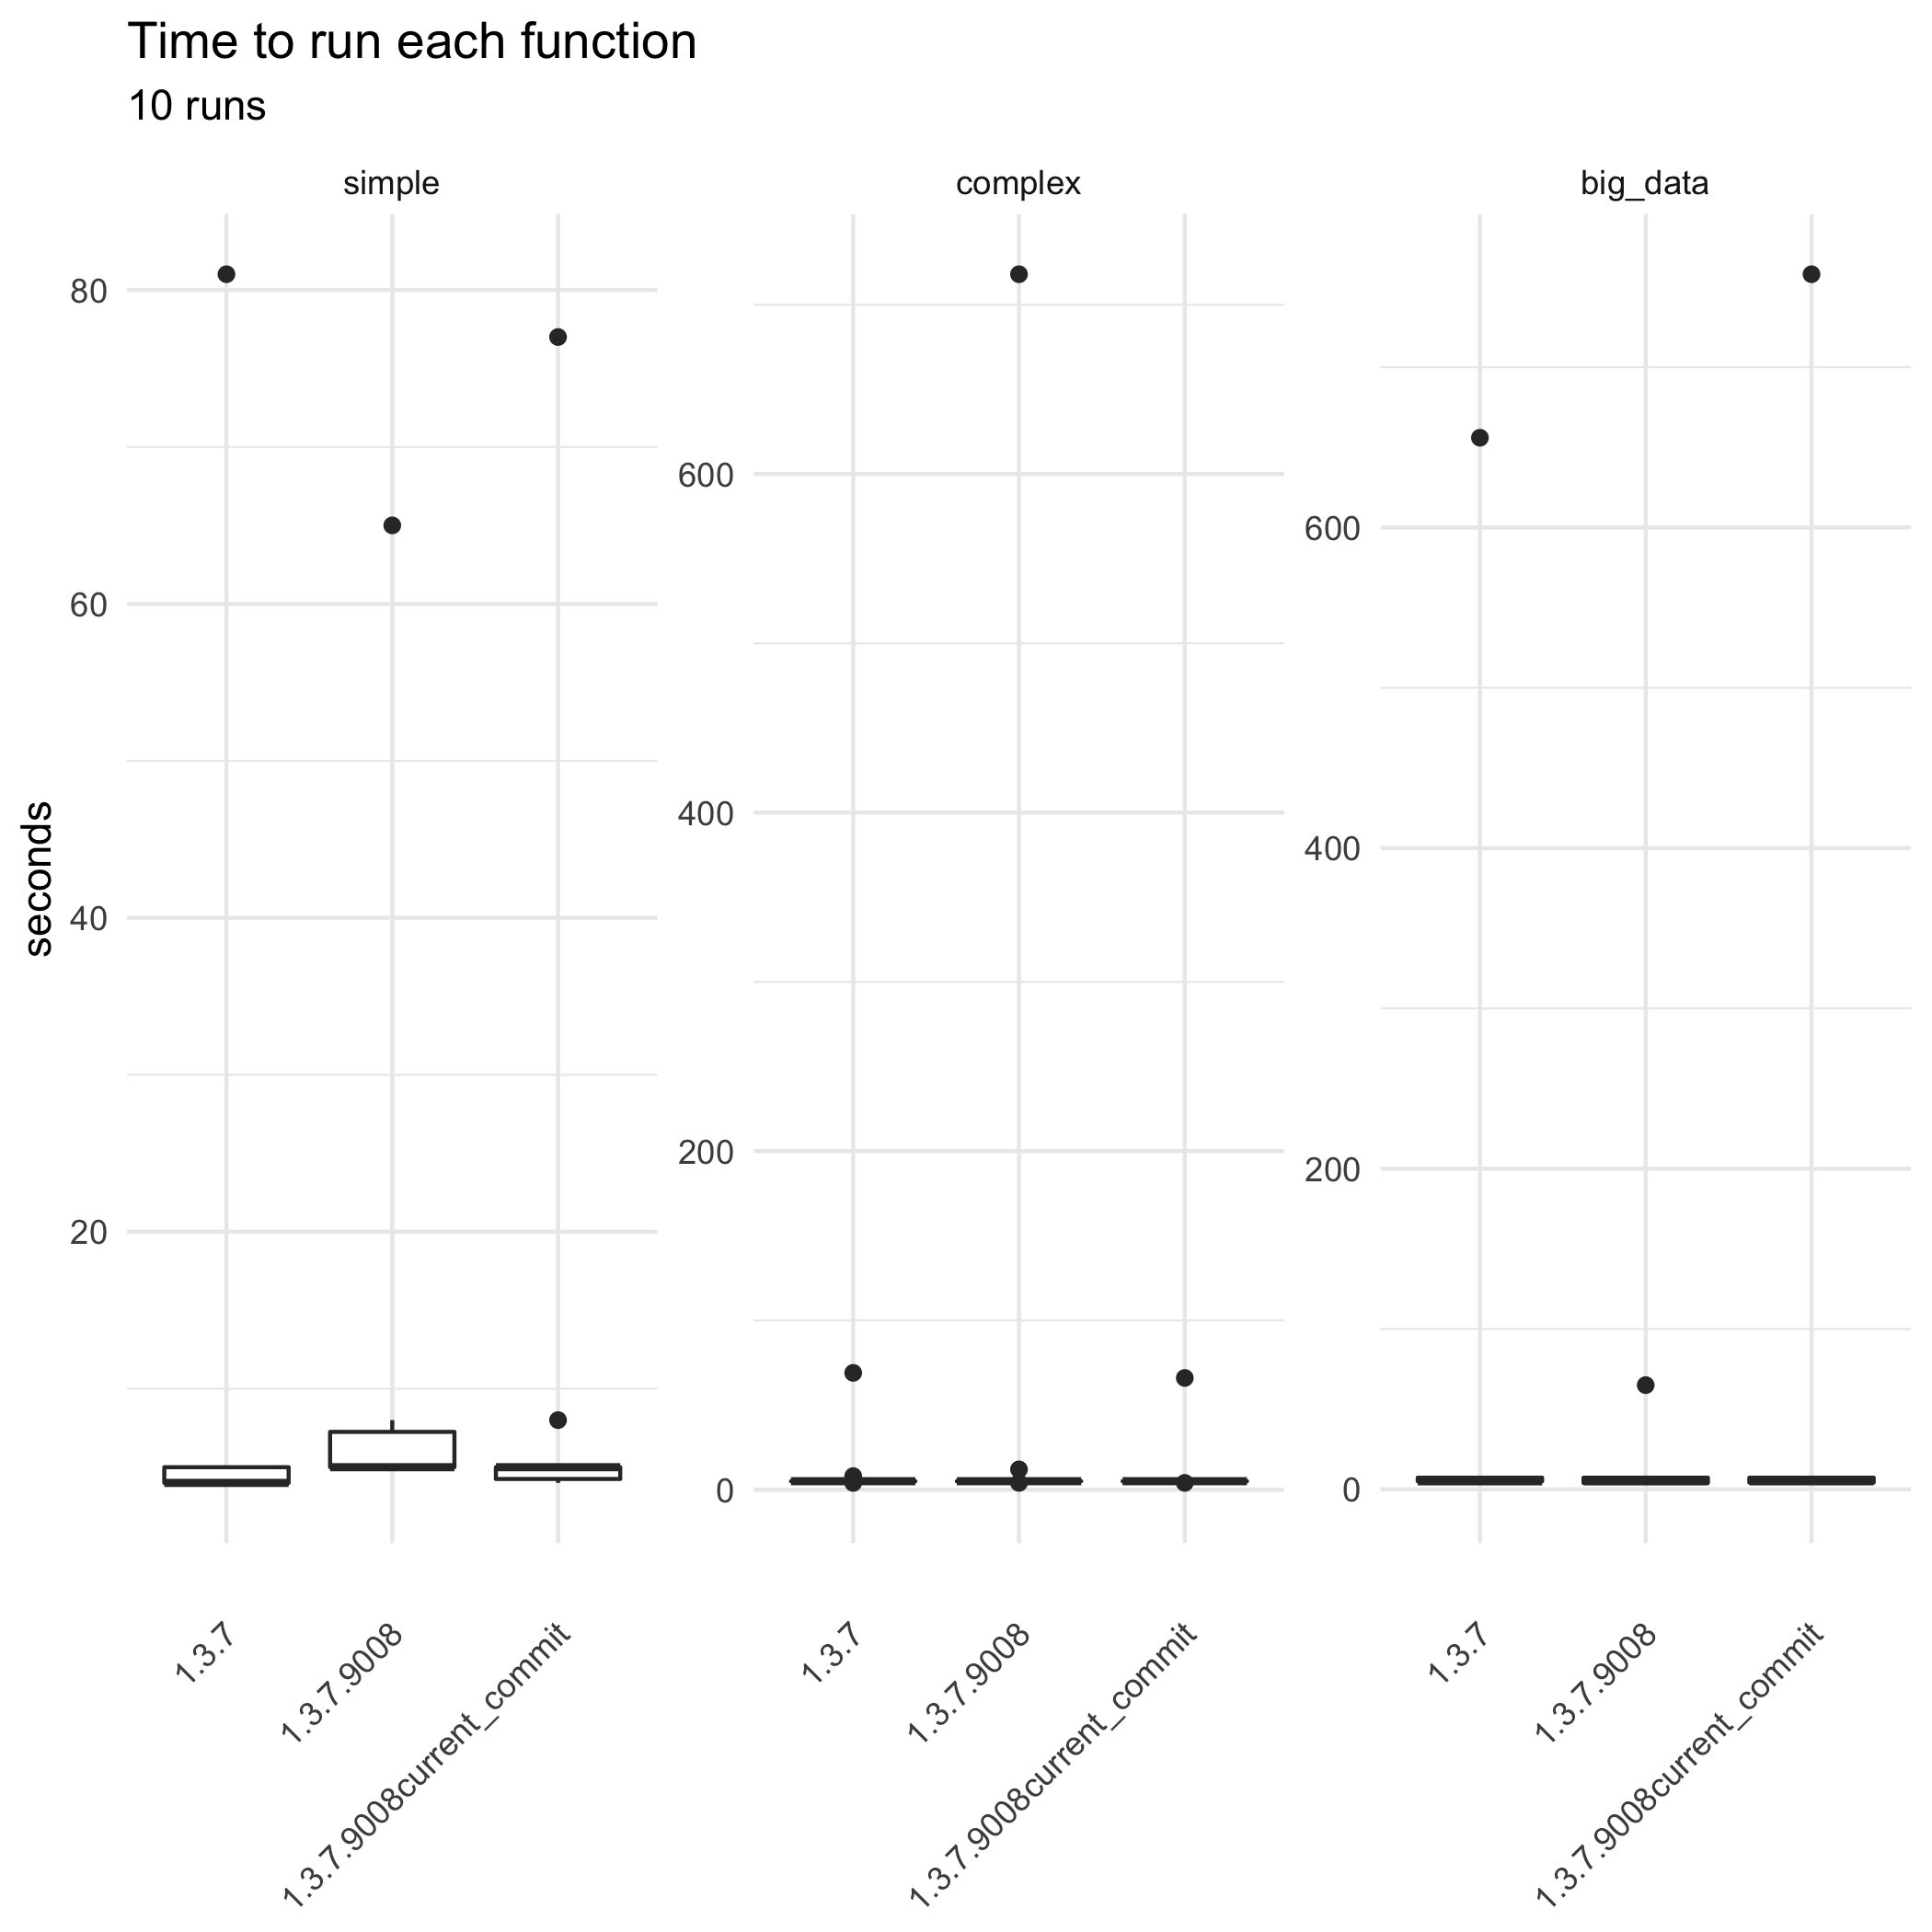 Time to run each function
10 runs
simple
complex
big_data
seconds
80
60
40
20
600
400
200
0
600
400
200
0
1.3.7
1.3.7.9008
1.3.7.9008current_commit
1.3.7
1.3.7.9008
1.3.7.9008current_commit
1.3.7
1.3.7.9008
1.3.7.9008current_commit